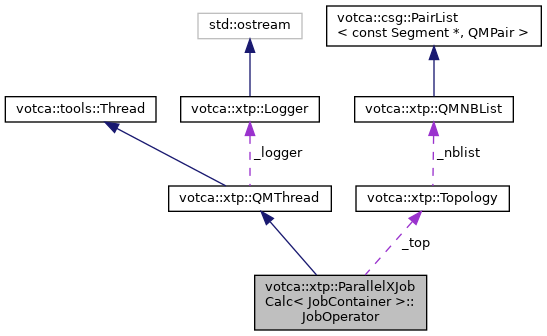 std::ostream
votca::csg::PairList
< const Segment *, QMPair >
votca::tools::Thread
votca::xtp::Logger
votca::xtp::QMNBList
_logger
_nblist
votca::xtp::QMThread
votca::xtp::Topology
_top
votca::xtp::ParallelXJob
Calc< JobContainer >::
JobOperator